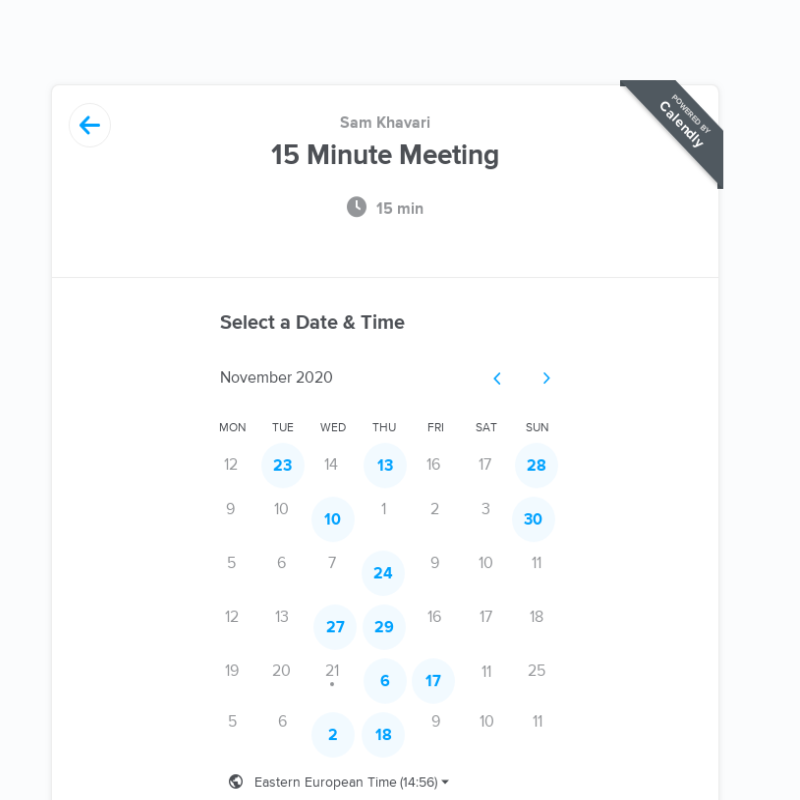 Sam Khavari
POWERED BY
Calendly
15 Minute Meeting
15 min
Select a Date & Time
November 2020
MON TUE WED THU FRI SAT SUN
12 23 14 13 16 17 28
9 10 10 1 2 3 30
5 6 7 24 9 10 11
12 13 27 29 16 17 18
19 20 21 6 17 11 25
5 6 2 18 9 10 11
Eastern European Time (14:56)